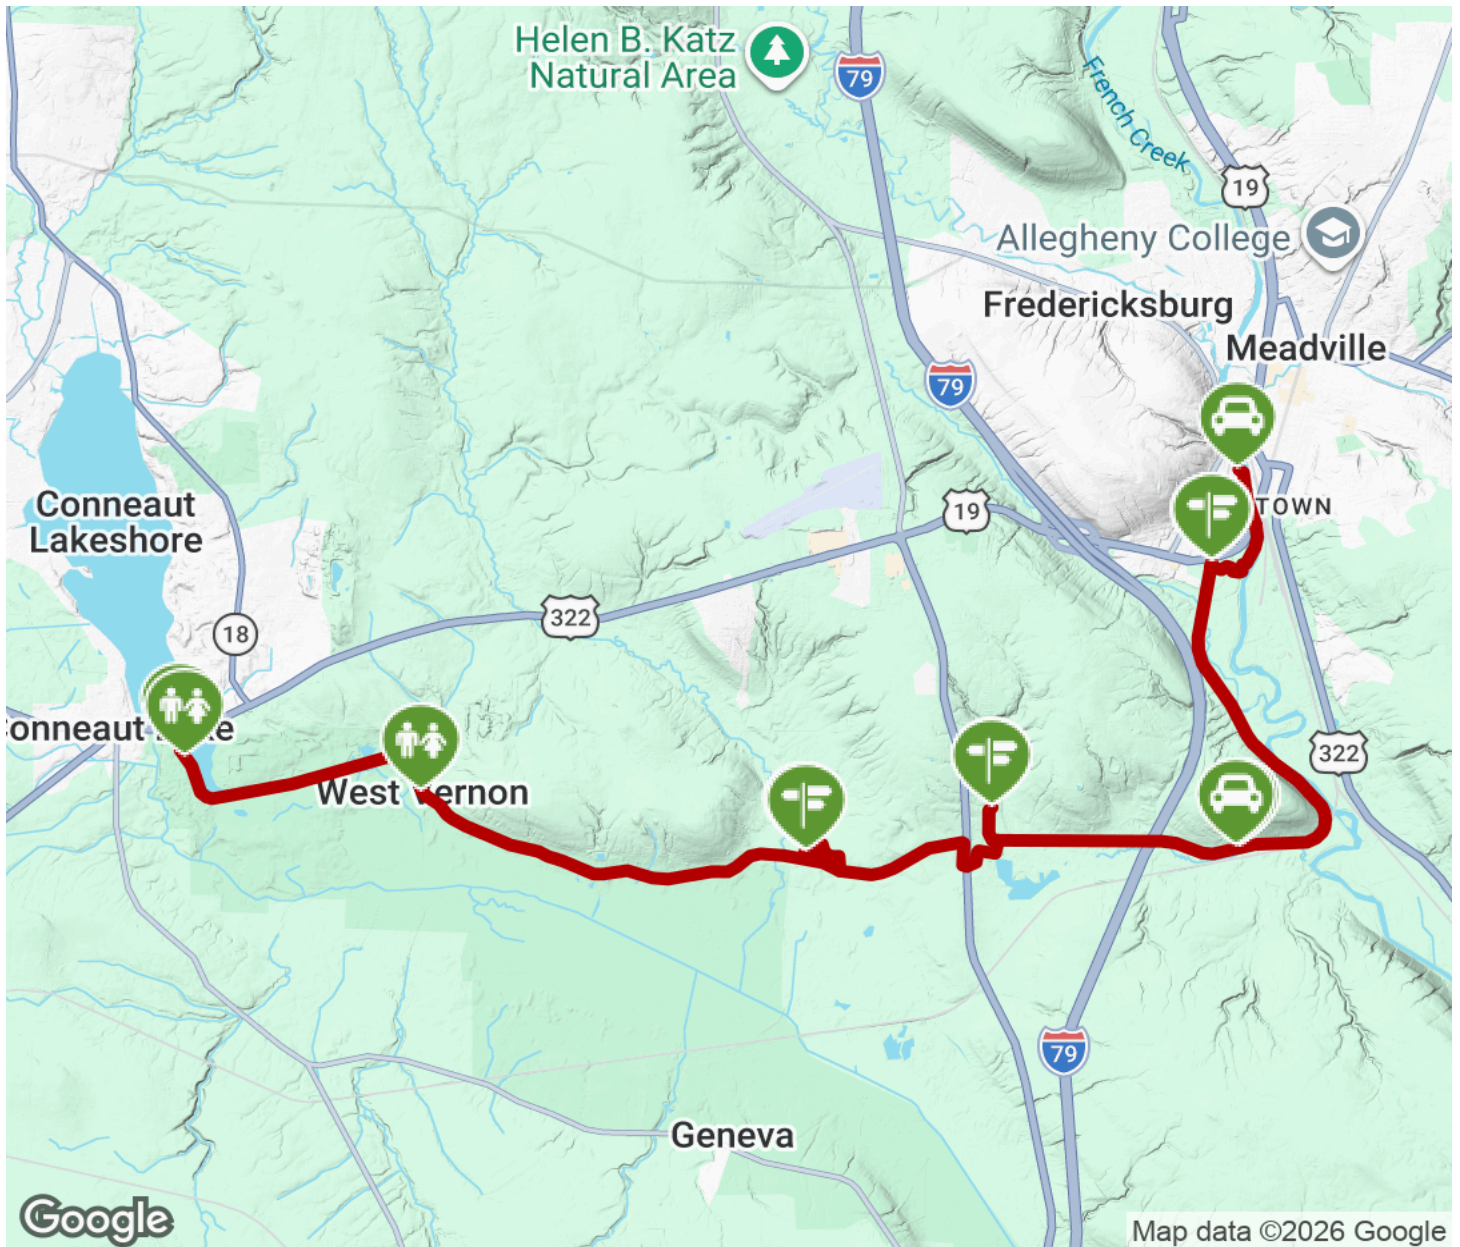 Helen B. Katz
Natural Area
79
French Creek
19
Allegheny College
Fredericksburg
Meadville
79
Conneaut
Lakeshore
19
TOWN
322
18
322
West Vernon
79
Geneva
Google
Map data ©2026 Google